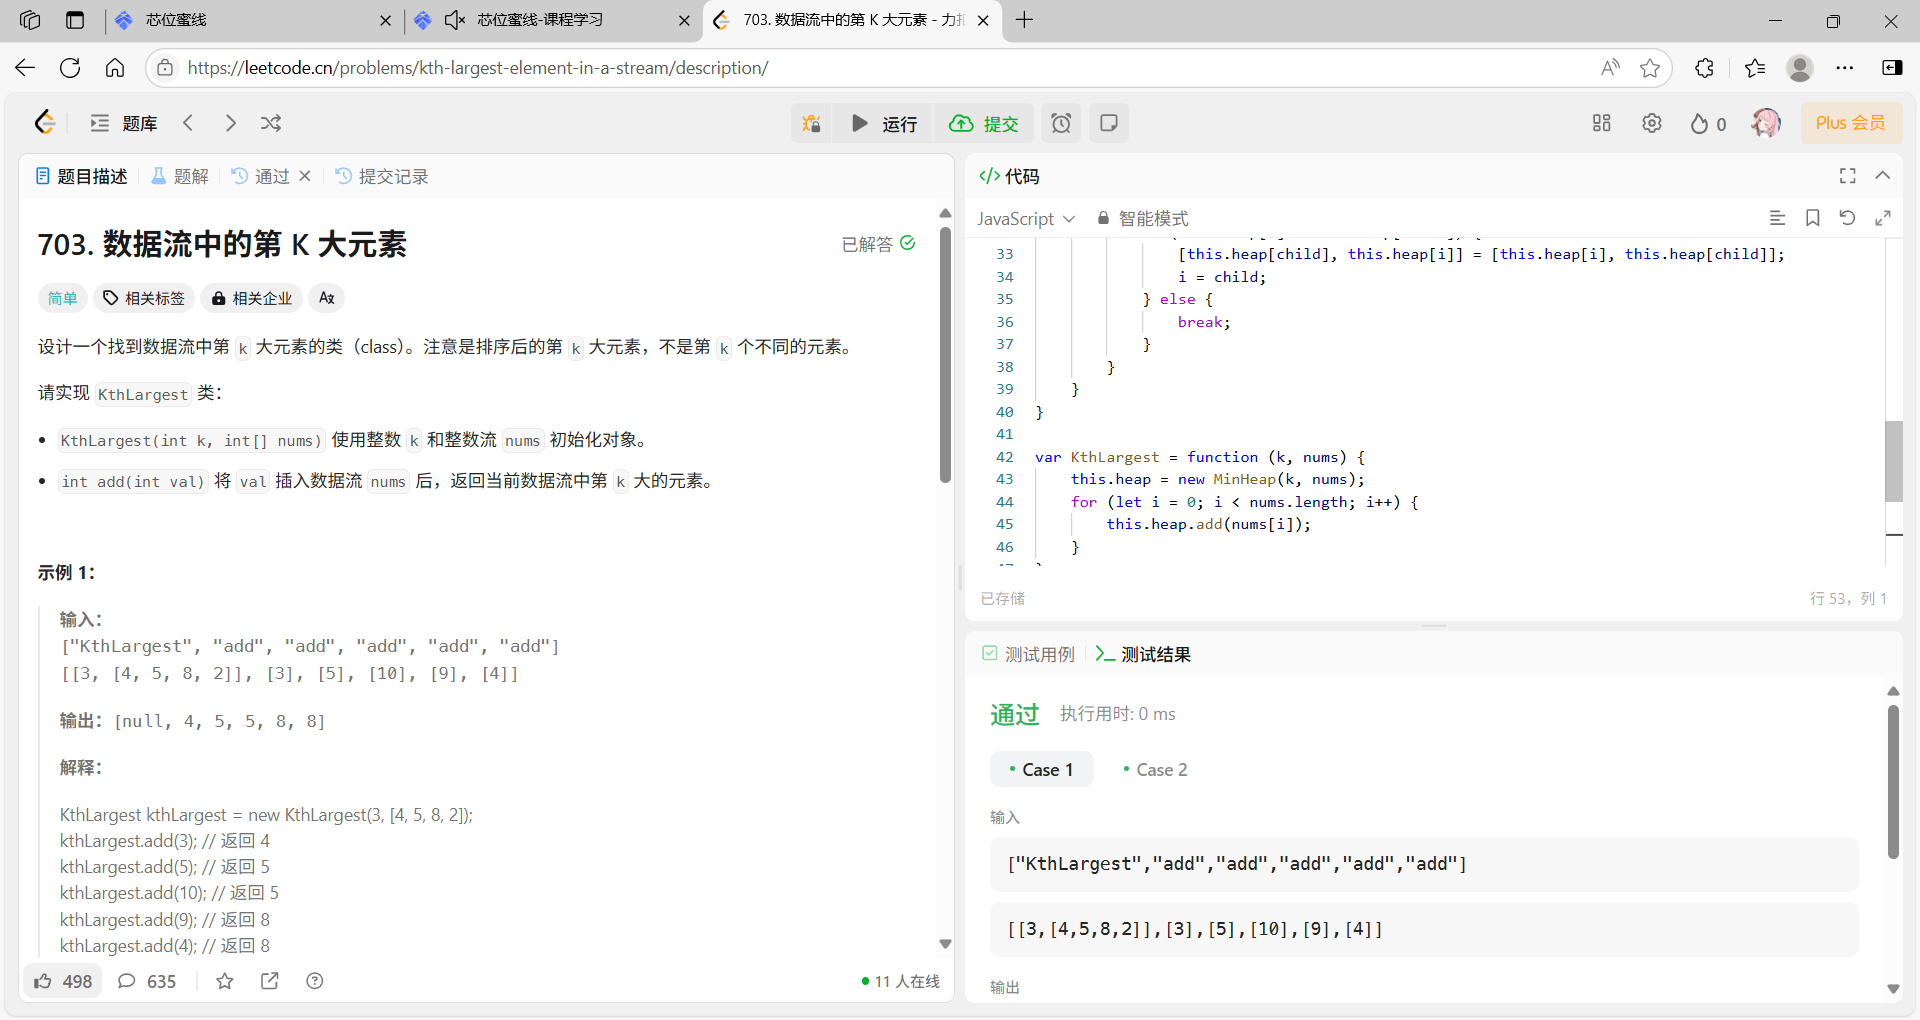 芯位蜜线
芯位蜜线-课程学习
703. 数据流中的第 K 大元素 - 力扣
https://leetcode.cn/problems/kth-largest-element-in-a-stream/description/
题库
运行
提交
0
Plus 会员
题目描述
题解
通过
提交记录
703. 数据流中的第 K 大元素
已解答
简单
相关标签
相关企业
设计一个找到数据流中第 k 大元素的类（class）。注意是排序后的第 k 大元素，不是第 k 个不同的元素。
请实现 KthLargest 类：
• KthLargest(int k, int[] nums) 使用整数 k 和整数流 nums 初始化对象。
• int add(int val) 将 val 插入数据流 nums 后，返回当前数据流中第 k 大的元素。
示例 1：
输入：
["KthLargest", "add", "add", "add", "add", "add"]
[[3, [4, 5, 8, 2]], [3], [5], [10], [9], [4]]
输出：[null, 4, 5, 5, 8, 8]
解释：
KthLargest kthLargest = new KthLargest(3, [4, 5, 8, 2]);
kthLargest.add(3); // 返回 4
kthLargest.add(5); // 返回 5
kthLargest.add(10); // 返回 5
kthLargest.add(9); // 返回 8
kthLargest.add(4); // 返回 8
498
635
11 人在线
</> 代码
JavaScript
智能模式
33 [this.heap[child], this.heap[i]] = [this.heap[i], this.heap[child]];
34 i = child;
35 } else {
36 break;
37 }
38 }
39 }
40 }
41
42 var KthLargest = function (k, nums) {
43 this.heap = new MinHeap(k, nums);
44 for (let i = 0; i < nums.length; i++) {
45 this.heap.add(nums[i]);
46 }
已存储
行 53，列 1
测试用例
测试结果
通过
执行用时: 0 ms
• Case 1
• Case 2
输入
["KthLargest","add","add","add","add","add"]
[[3,[4,5,8,2]],[3],[5],[10],[9],[4]]
输出